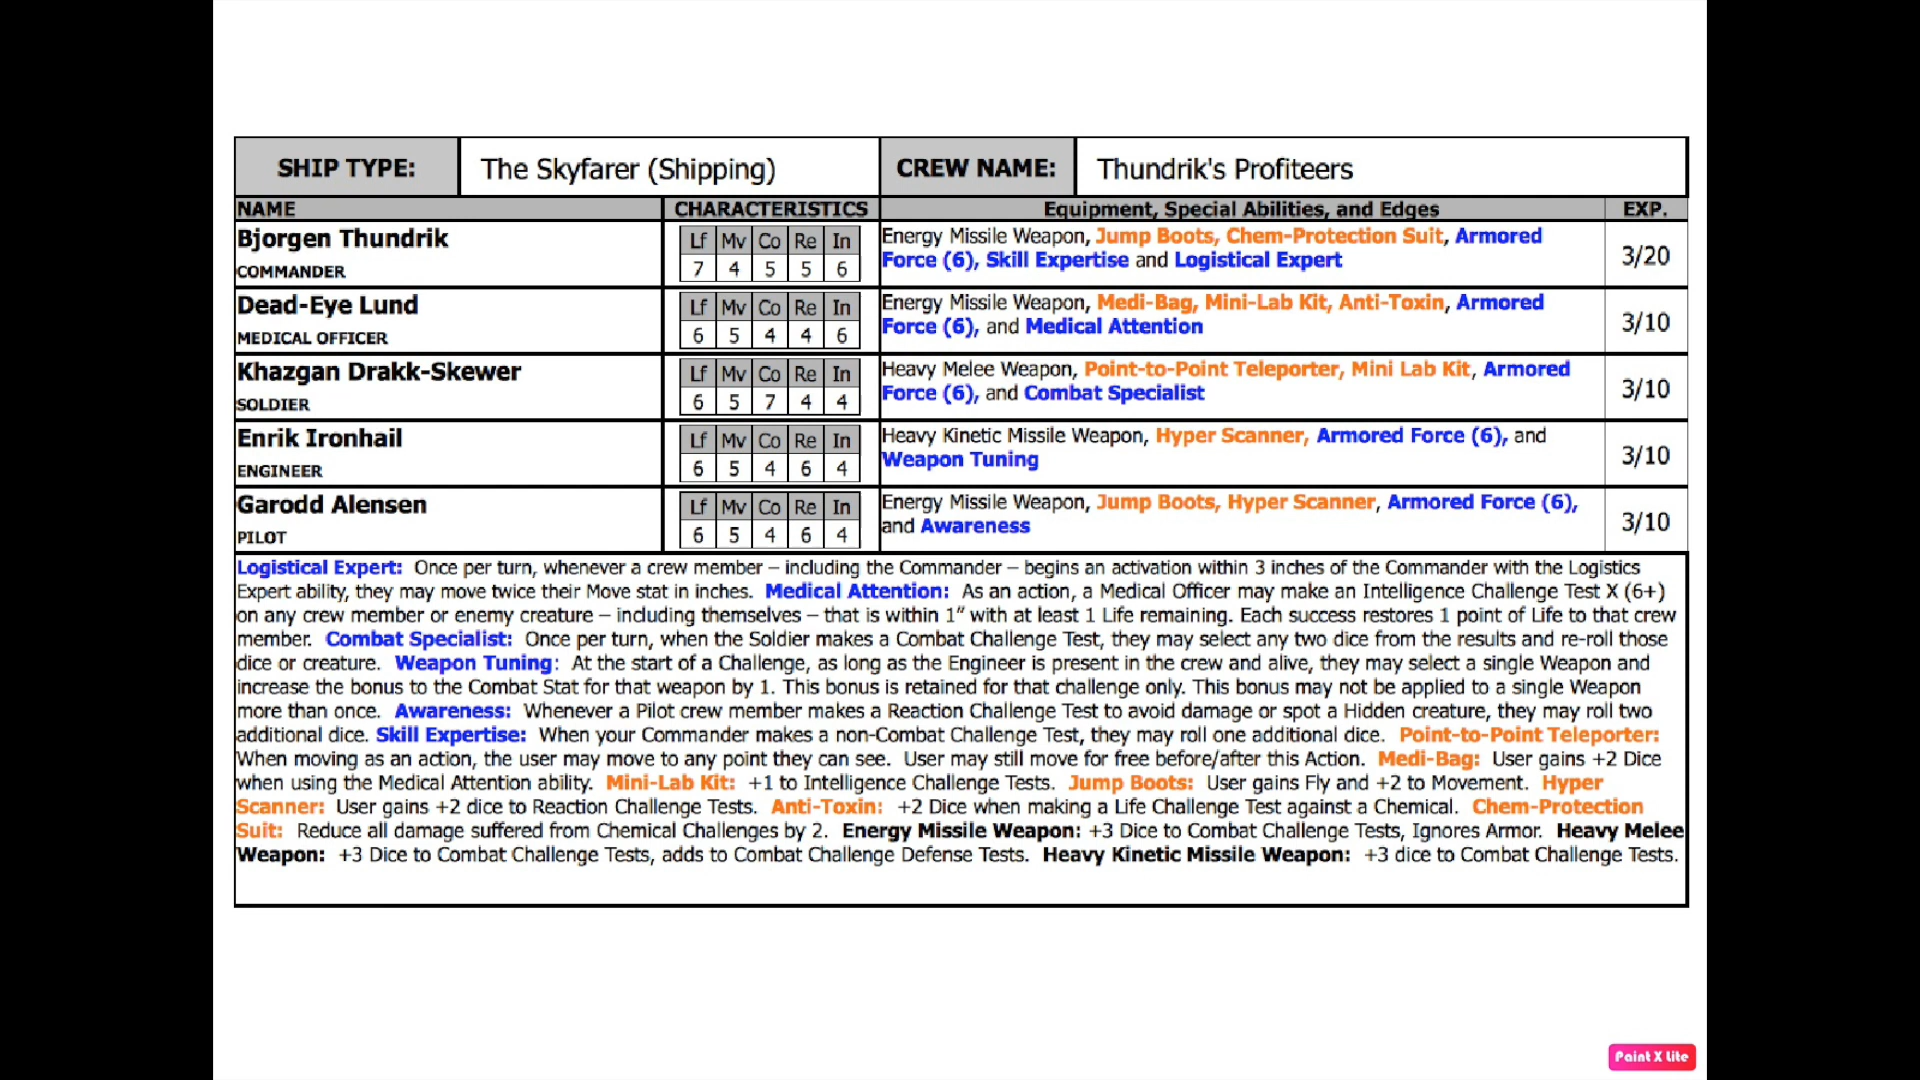 SHIP TYPE: The Skyfarer (Shipping) CREW NAME: Thundrik's Profiteers
NAME CHARACTERISTICS Equipment, Special Abilities, and Edges EXP.
Bjorgen Thundrik
COMMANDER
Lf Mv Co Re In
7 4 5 5 6
Energy Missile Weapon, Jump Boots, Chem-Protection Suit, Armored
Force (6), Skill Expertise and Logistical Expert
3/20
Dead-Eye Lund
MEDICAL OFFICER
Lf Mv Co Re In
6 5 4 4 6
Energy Missile Weapon, Medi-Bag, Mini-Lab Kit, Anti-Toxin, Armored
Force (6), and Medical Attention
3/10
Khazgan Drakk-Skewer
SOLDIER
Lf Mv Co Re In
6 5 7 4 4
Heavy Melee Weapon, Point-to-Point Teleporter, Mini Lab Kit, Armored
Force (6), and Combat Specialist
3/10
Enrik Ironhail
ENGINEER
Lf Mv Co Re In
6 5 4 6 4
Heavy Kinetic Missile Weapon, Hyper Scanner, Armored Force (6), and
Weapon Tuning
3/10
Garodd Alensen
PILOT
Lf Mv Co Re In
6 5 4 6 4
Energy Missile Weapon, Jump Boots, Hyper Scanner, Armored Force (6),
and Awareness
3/10
Logistical Expert: Once per turn, whenever a crew member – including the Commander – begins an activation within 3 inches of the Commander with the Logistics
Expert ability, they may move twice their Move stat in inches. Medical Attention: As an action, a Medical Officer may make an Intelligence Challenge Test X (6+)
on any crew member or enemy creature – including themselves – that is within 1” with at least 1 Life remaining. Each success restores 1 point of Life to that crew
member. Combat Specialist: Once per turn, when the Soldier makes a Combat Challenge Test, they may select any two dice from the results and re-roll those
dice or creature. Weapon Tuning: At the start of a Challenge, as long as the Engineer is present in the crew and alive, they may select a single Weapon and
increase the bonus to the Combat Stat for that weapon by 1. This bonus is retained for that challenge only. This bonus may not be applied to a single Weapon
more than once. Awareness: Whenever a Pilot crew member makes a Reaction Challenge Test to avoid damage or spot a Hidden creature, they may roll two
additional dice. Skill Expertise: When your Commander makes a non-Combat Challenge Test, they may roll one additional dice. Point-to-Point Teleporter:
When moving as an action, the user may move to any point they can see. User may still move for free before/after this Action. Medi-Bag: User gains +2 Dice
when using the Medical Attention ability. Mini-Lab Kit: +1 to Intelligence Challenge Tests. Jump Boots: User gains Fly and +2 to Movement. Hyper
Scanner: User gains +2 dice to Reaction Challenge Tests. Anti-Toxin: +2 Dice when making a Life Challenge Test against a Chemical. Chem-Protection
Suit: Reduce all damage suffered from Chemical Challenges by 2. Energy Missile Weapon: +3 Dice to Combat Challenge Tests, Ignores Armor. Heavy Melee
Weapon: +3 Dice to Combat Challenge Tests, adds to Combat Challenge Defense Tests. Heavy Kinetic Missile Weapon: +3 dice to Combat Challenge Tests.
Paint X Lite